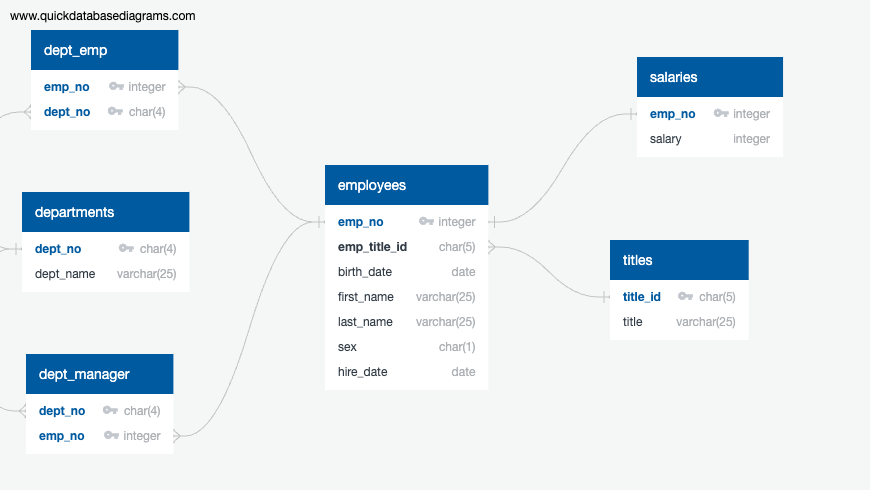 www.quickdatabasediagrams.com
dept_emp
emp_no integer
dept_no char(4)
departments
dept_no char(4)
dept_name varchar(25)
dept_manager
dept_no char(4)
emp_no integer
employees
emp_no integer
emp_title_id char(5)
birth_date date
first_name varchar(25)
last_name varchar(25)
sex char(1)
hire_date date
salaries
emp_no integer
salary integer
titles
title_id char(5)
title varchar(25)